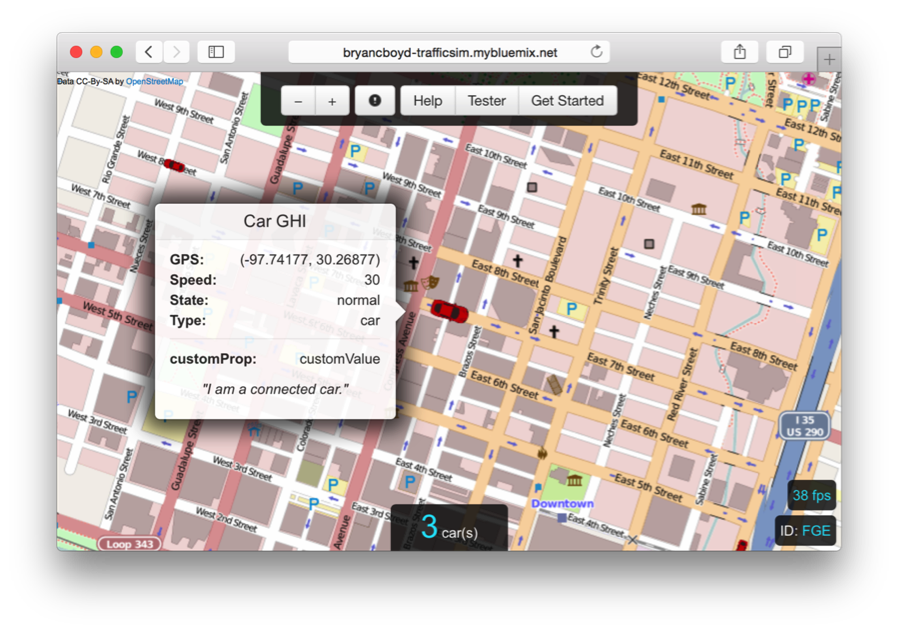 bryancboyd-trafficsim.mybluemix.net
Data CC-By-SA by OpenStreetMap
− + Help Tester Get Started
East 12th Street
East 12th Street
Sabine Street
West 9th Street
San Antonio Street
Guadalupe Street
Rio Grande Street
East 10th Street
East 11th Street
East 11th Street
West 8
West 9th Street
West 7th Street
East 10th Street
East 9th Street
East 10th Street
Nueces Street
Car GHI
GPS: (-97.74177, 30.26877)
Speed: 30
State: normal
Type: car
customProp: customValue
"I am a connected car."
East 8th Street
San Jacinto Boulevard
Trinity Street
Neches Street
East 9th Street
West 5th Street
Brazos Street
East 7th Street
East 8th Street
East 6th Street
Red River Street
West 3rd Street
Neches Street
East 6th Street
I 35
US 290
Guadalupe Street
West 3rd Street
East 4th Street
San Antonio Street
East 5th Street
Sabine Street
38 fps
Downtown
West 2nd Street
East 3rd
Avenue
3 car(s)
East 4th Street
ID: FGE
Loop 343